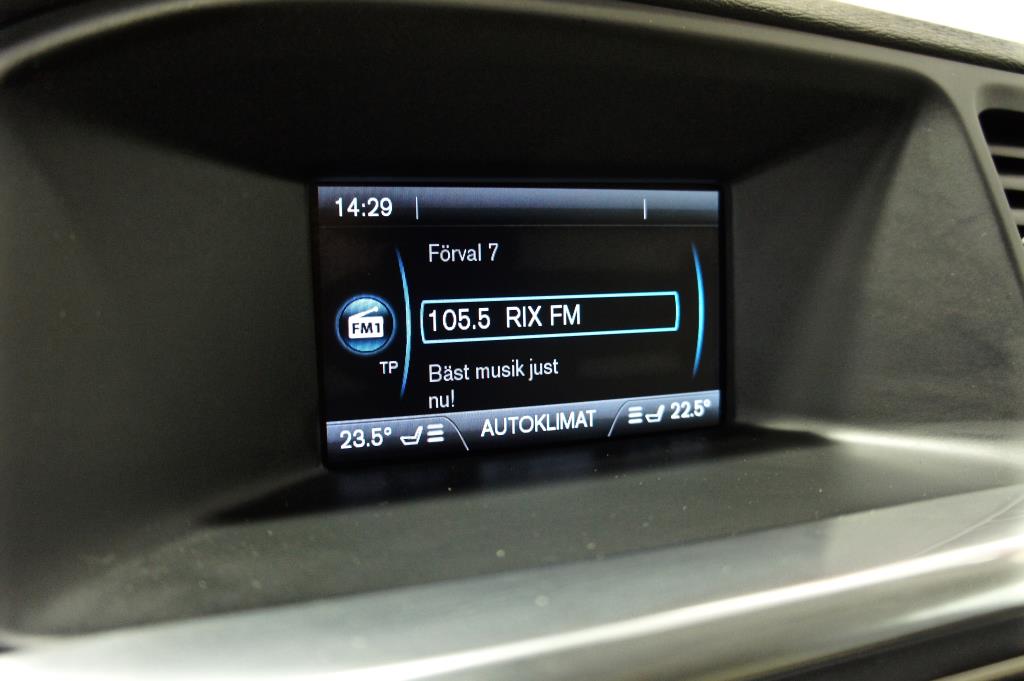 14:29
Förval 7
FM1
105.5 RIX FM
TP
Bäst musik just
nu!
23.5° AUTOKLIMAT 22.5°